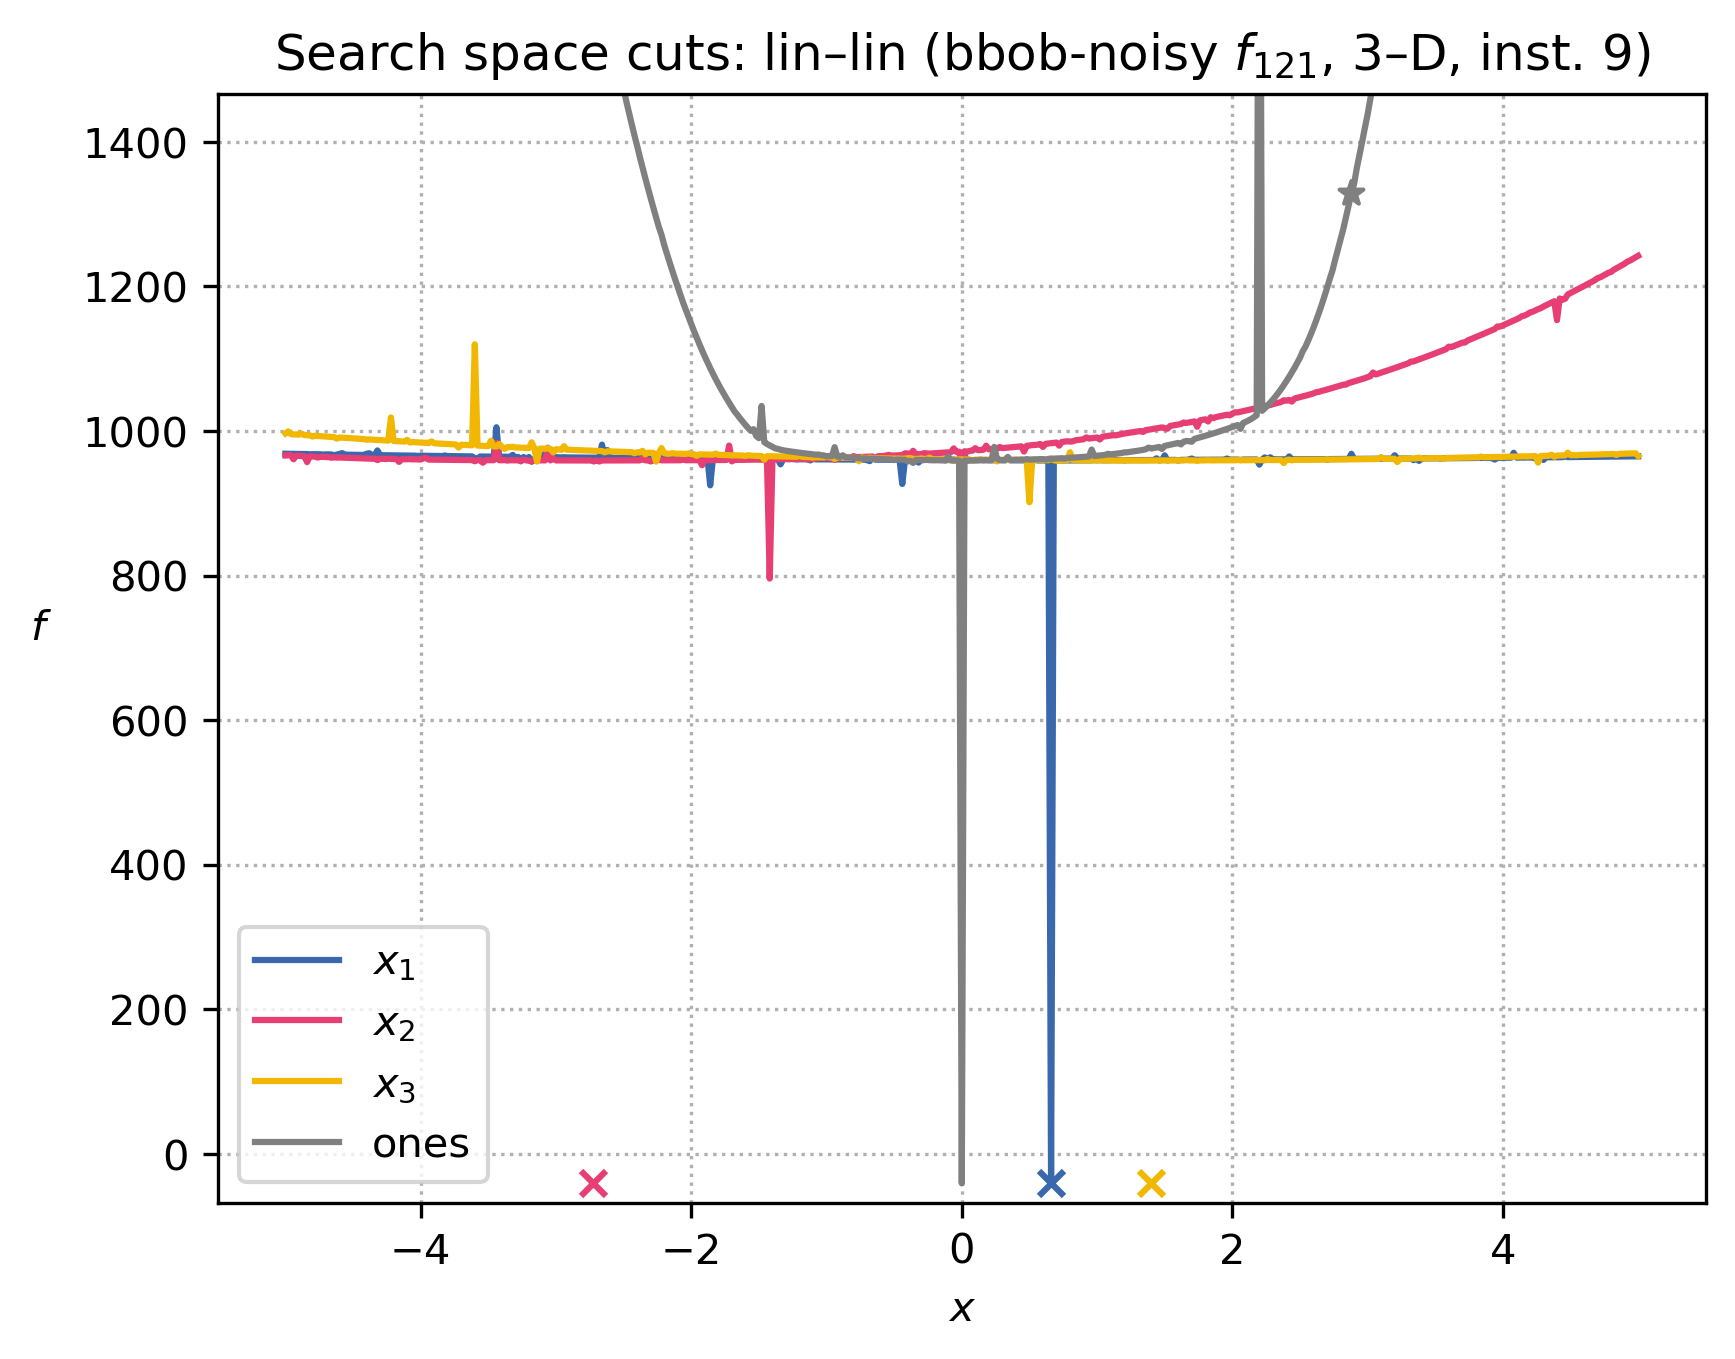 Search space cuts: lin–lin (bbob-noisy f₁₂₁, 3–D, inst. 9)
1400
1200
1000
800
600
400
200
0
f
x₁
x₂
x₃
ones
−4 −2 0 2 4
x